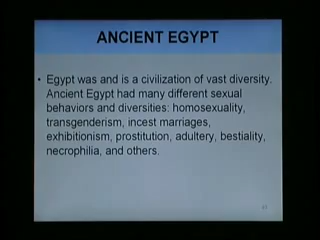 ANCIENT EGYPT
• Egypt was and is a civilization of vast diversity.
Ancient Egypt had many different sexual
behaviors and diversities: homosexuality,
transgenderism, incest marriages,
exhibitionism, prostitution, adultery, bestiality,
necrophilia, and others.